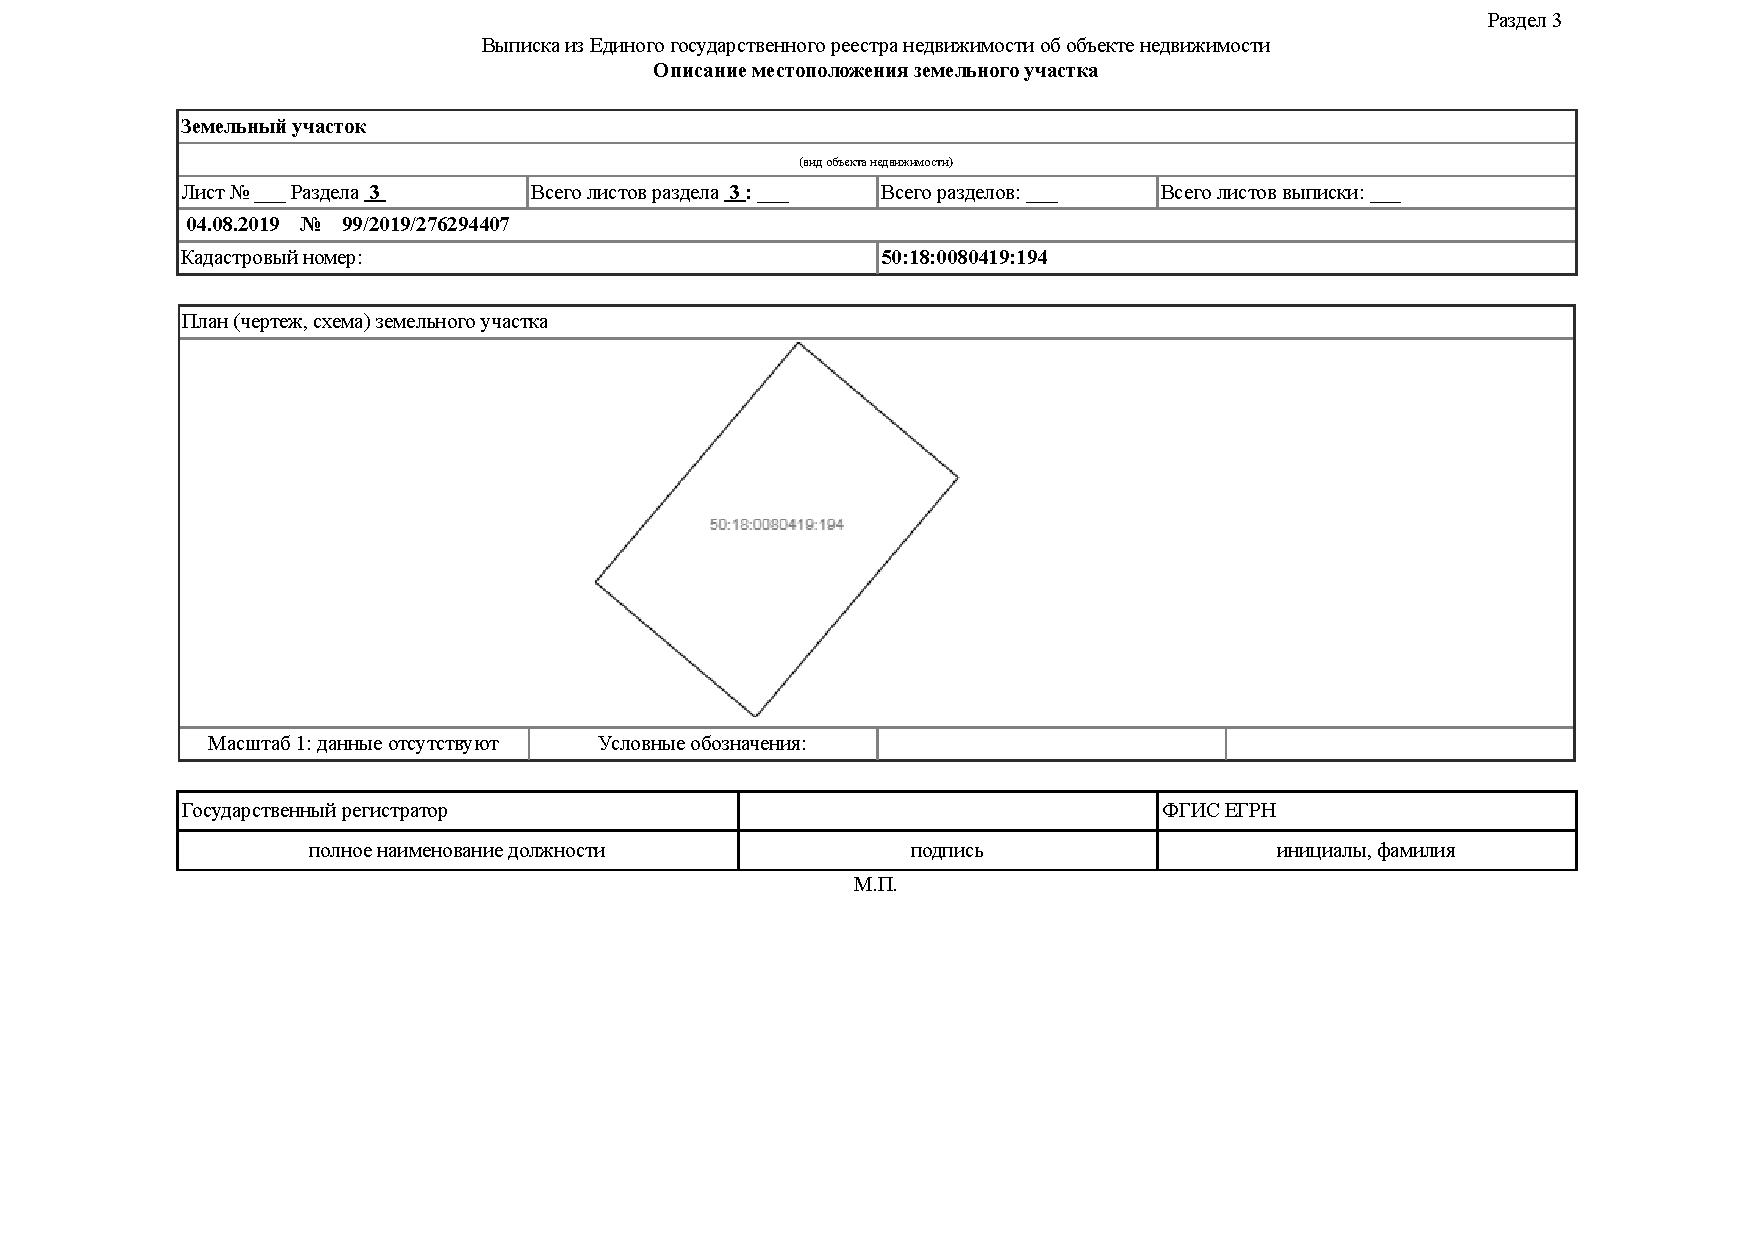 Раздел 3
Выписка из Единого государственного реестра недвижимости об объекте недвижимости
Описание местоположения земельного участка
Земельный участок
(вид объекта недвижимости)
Лист № ___ Раздела 3 Всего листов раздела 3 : ___ Всего разделов: ___ Всего листов выписки: ___
04.08.2019 № 99/2019/276294407
Кадастровый номер: 50:18:0080419:194
План (чертеж, схема) земельного участка
50:18:0080419:194
Масштаб 1: данные отсутствуют Условные обозначения:
Государственный регистратор ФГИС ЕГРН
полное наименование должности подпись инициалы, фамилия
М.П.